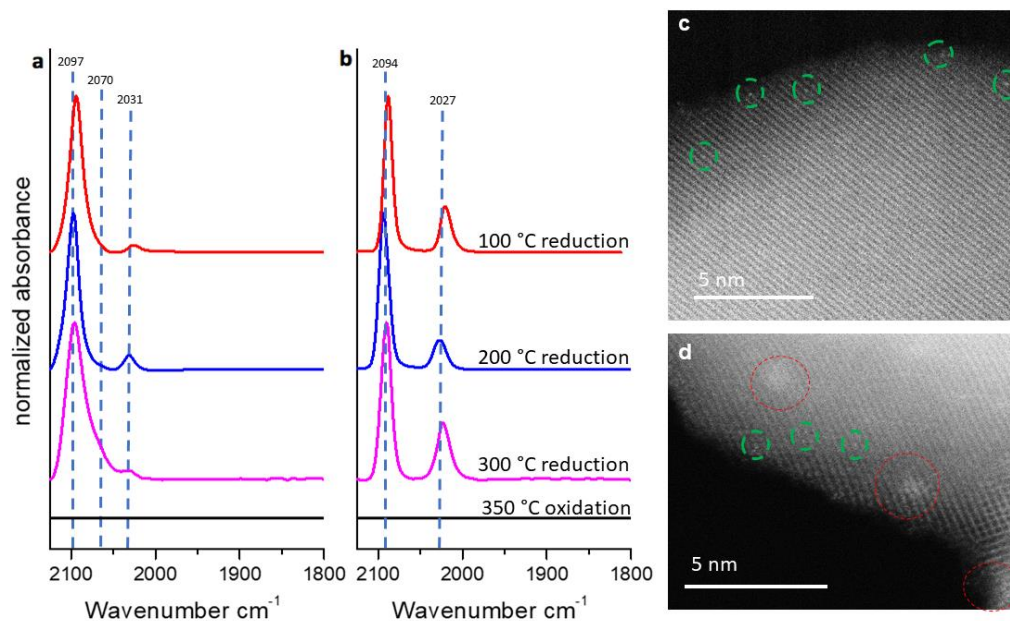 a
2097
2070
2031
b
2094
2027
c
5 nm
d
5 nm
normalized absorbance
100 °C reduction
200 °C reduction
300 °C reduction
350 °C oxidation
2100
2000
1900
1800
2100
2000
1900
1800
Wavenumber cm-1
Wavenumber cm-1